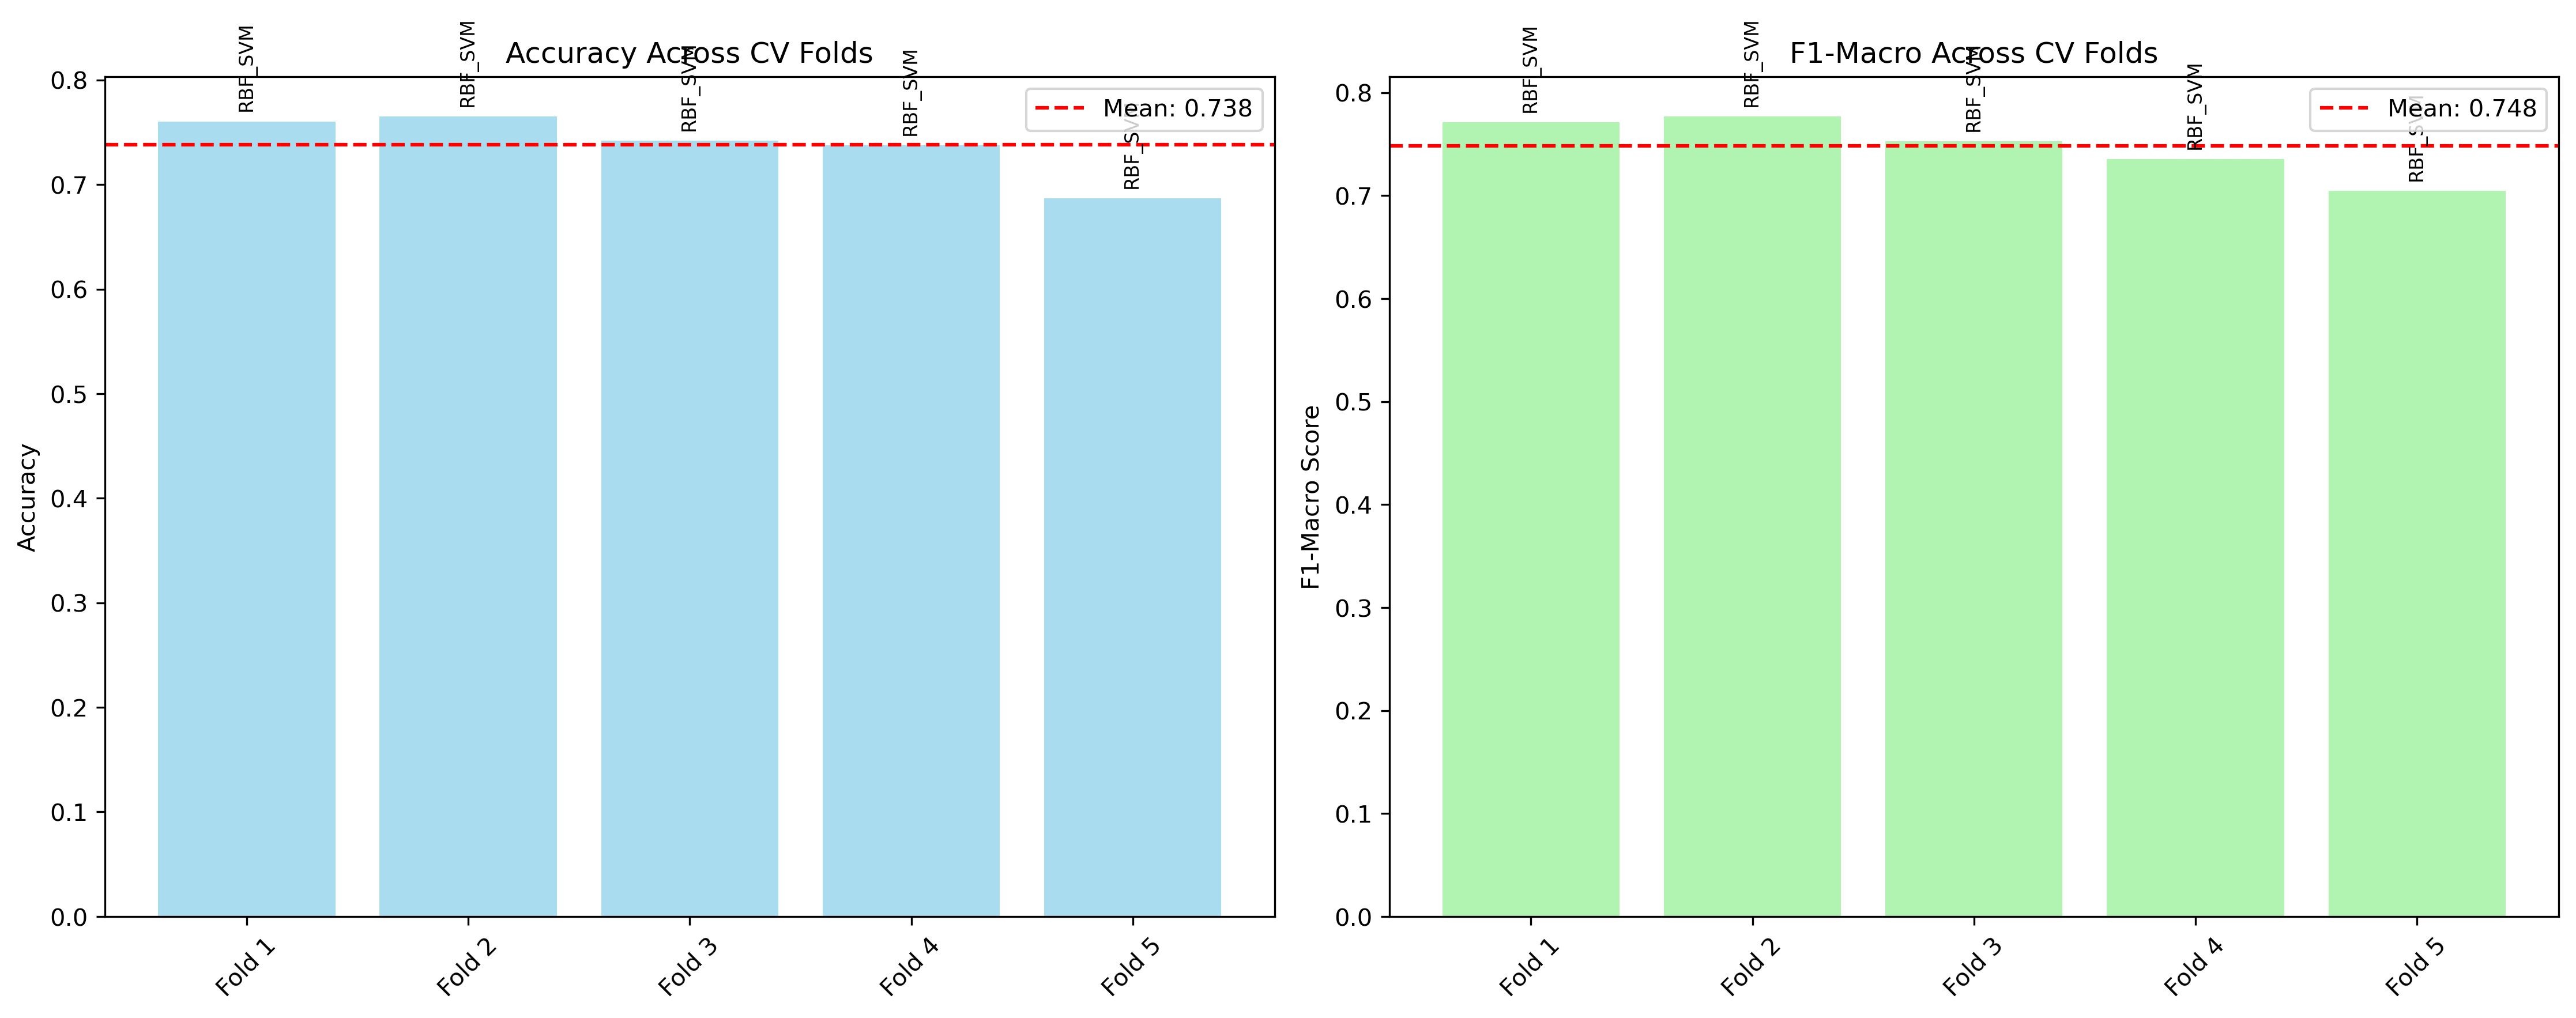 Accuracy Across CV Folds
RBF_SVM
RBF_SVM
RBF_SVM
RBF_SVM
RBF_SVM
Mean: 0.738
Accuracy
0.8
0.7
0.6
0.5
0.4
0.3
0.2
0.1
0.0
Fold 1
Fold 2
Fold 3
Fold 4
Fold 5
F1-Macro Across CV Folds
RBF_SVM
RBF_SVM
RBF_SVM
RBF_SVM
RBF_SVM
Mean: 0.748
F1-Macro Score
0.8
0.7
0.6
0.5
0.4
0.3
0.2
0.1
0.0
Fold 1
Fold 2
Fold 3
Fold 4
Fold 5